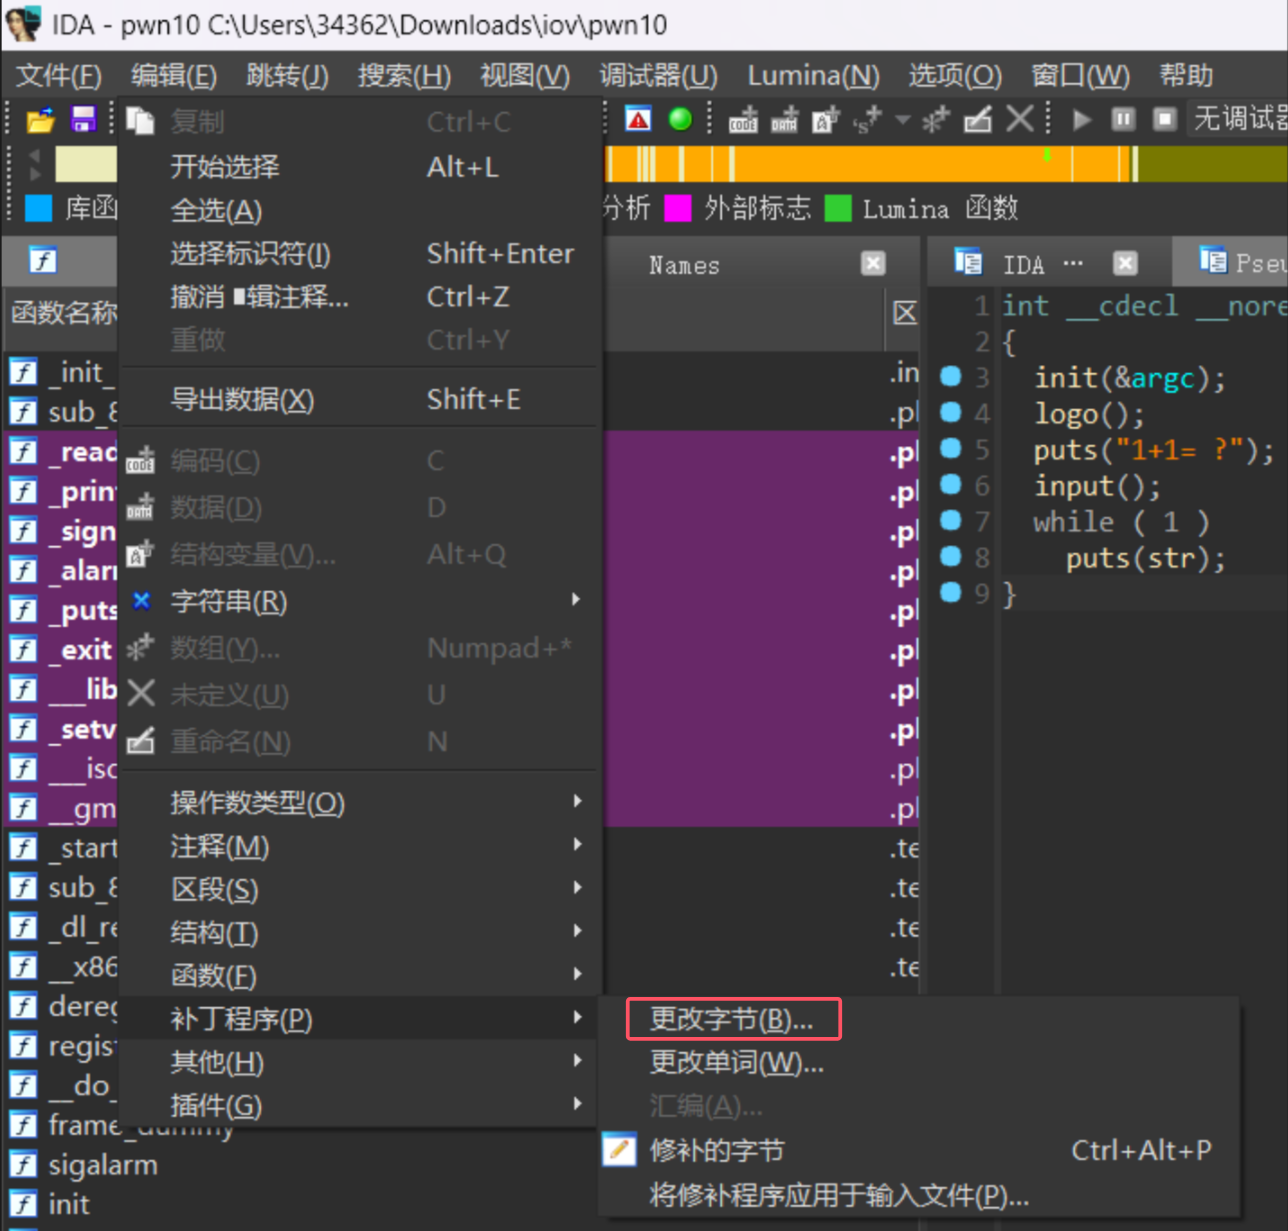 IDA - pwn10 C:\Users\34362\Downloads\iov\pwn10
文件(F) 编辑(E) 跳转(J) 搜索(H) 视图(V) 调试器(U) Lumina(N) 选项(O) 窗口(W) 帮助
复制 Ctrl+C
无调试器
开始选择 Alt+L
全选(A)
库函 分析 外部标志 Lumina 函数
选择标识符(I) Shift+Enter
Names
IDA ···
Pseu
撤消 辑注释... Ctrl+Z
函数名称
区
重做 Ctrl+Y
导出数据(X) Shift+E
编码(C) C
数据(D) D
结构变量(V)... Alt+Q
字符串(R)
数组(Y)... Numpad+*
未定义(U) U
重命名(N) N
操作数类型(O)
注释(M)
区段(S)
结构(T)
函数(F)
补丁程序(P)
其他(H)
插件(G)
更改字节(B)...
更改单词(W)...
汇编(A)...
修补的字节 Ctrl+Alt+P
将修补程序应用于输入文件(P)...
_init_ .in
sub_8 .pl
_read .pl
_print .pl
_sign .pl
_alarm .pl
_puts .pl
_exit .pl
___lib .pl
_setv .pl
___isc .pl
__gm .pl
_start .te
sub_8 .te
_dl_re .te
__x86 .te
dereg
regist
__do_
frame_dummy
sigalarm
init
1 int __cdecl __nore
2 {
3 init(&argc);
4 logo();
5 puts("1+1= ?");
6 input();
7 while ( 1 )
8 puts(str);
9 }